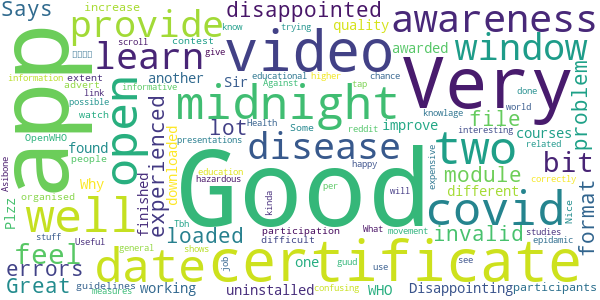 Says
increase
provide
disappointed
know
trying
awareness
scroll
contest
quality
give
learn
video
window
awarded
information
extent
advert
another
Sir
educational
higher
chance
link
informative
Against
tap
possible
watch
app
open
midnight
Very
problem
OpenWHO
found
people
experienced
lot
Health
Some
improve
file
courses
done
world
presentations
reddit
knowlage
interesting
related
Why
downloaded
disease
two
bit
Asibone
Plzz
organised
finished
education
hazardous
happy
module
different
expensive
correctly
format
well
loaded
Good
covid
kinda
per
will
invalid
Nice
studies
epidamic
feel
stuff
Tbh
participation
What
movement
errors
Useful
difficult
one
guud
use
see
general
shows
date
certificate
Great
guidelines
measures
working
uninstalled
job
confusing
WHO
Disappointing
participants